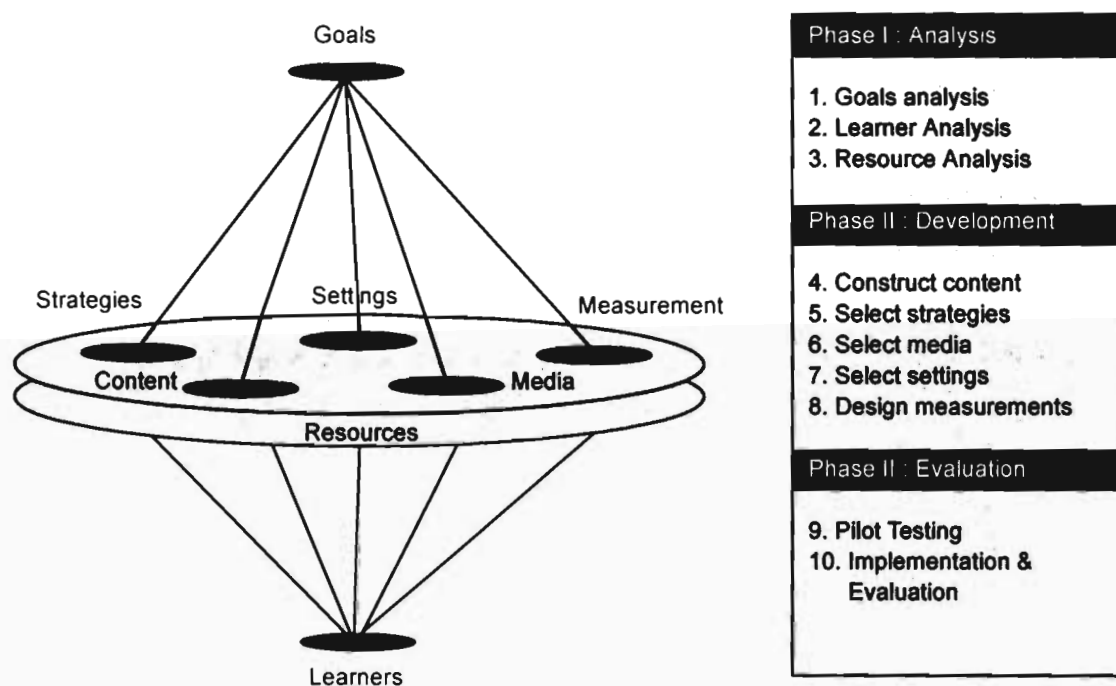 Goals
Strategies
Settings
Measurement
Content
Media
Resources
Learners
Phase I : Analysis
1. Goals analysis
2. Learner Analysis
3. Resource Analysis
Phase II : Development
4. Construct content
5. Select strategies
6. Select media
7. Select settings
8. Design measurements
Phase II : Evaluation
9. Pilot Testing
10. Implementation &
Evaluation